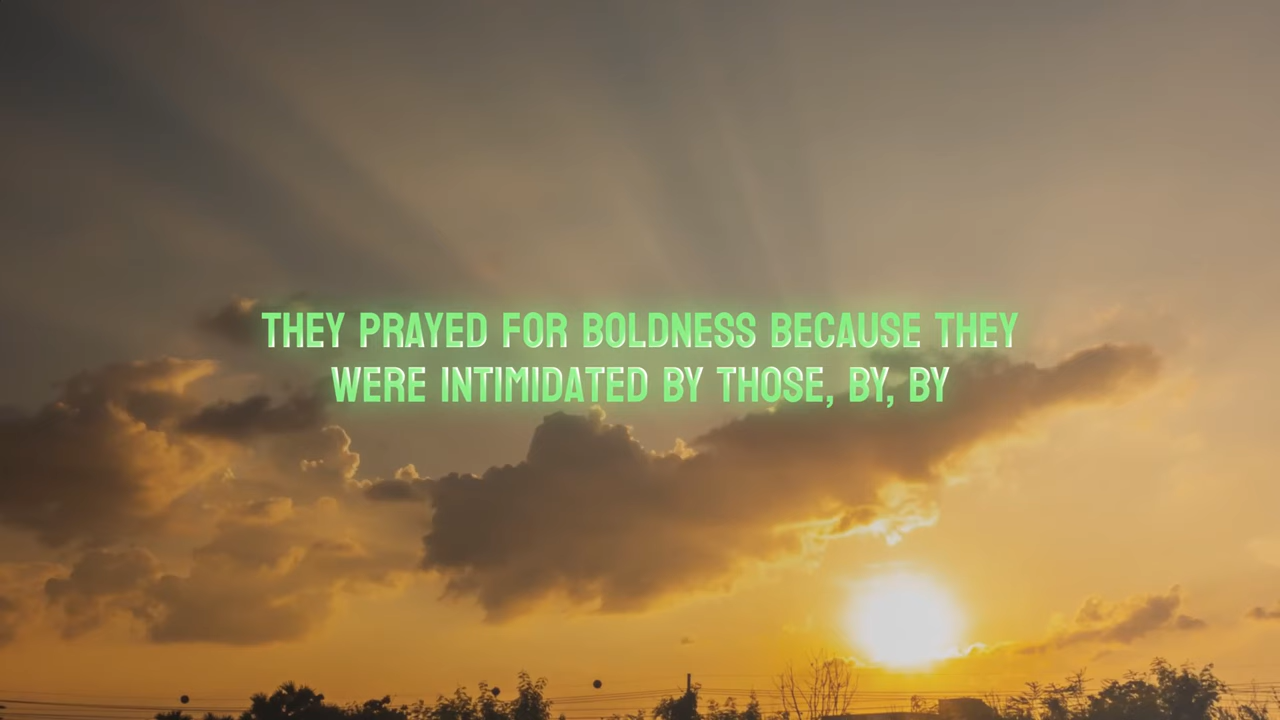 THEY PRAYED FOR BOLDNESS BECAUSE THEY
WERE INTIMIDATED BY THOSE, BY, BY